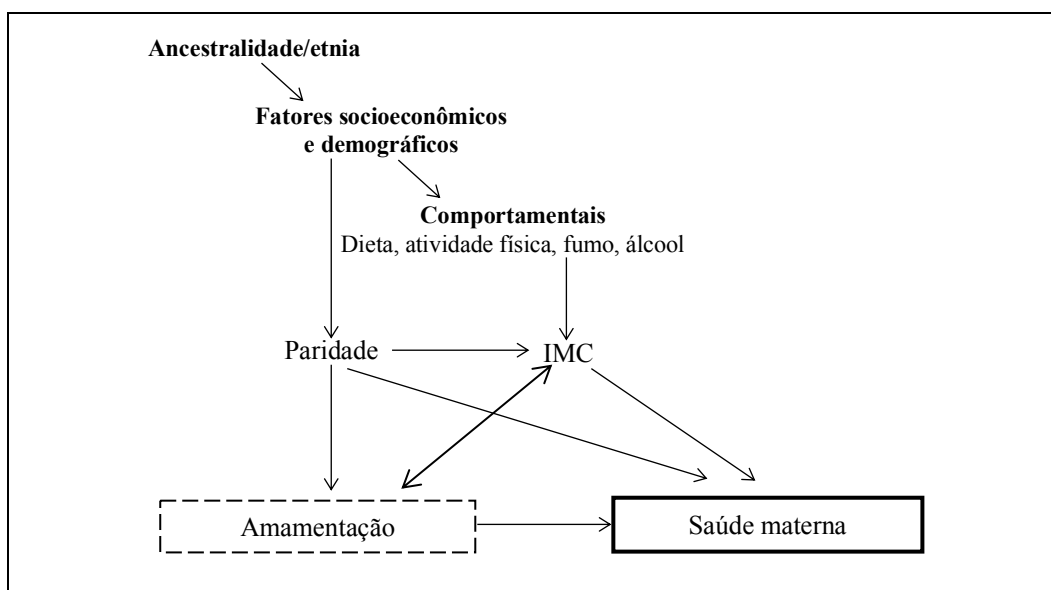 Ancestralidade/etnia
Fatores socioeconômicos
e demográficos
Comportamentais
Dieta, atividade física, fumo, álcool
Paridade
IMC
Amamentação
Saúde materna